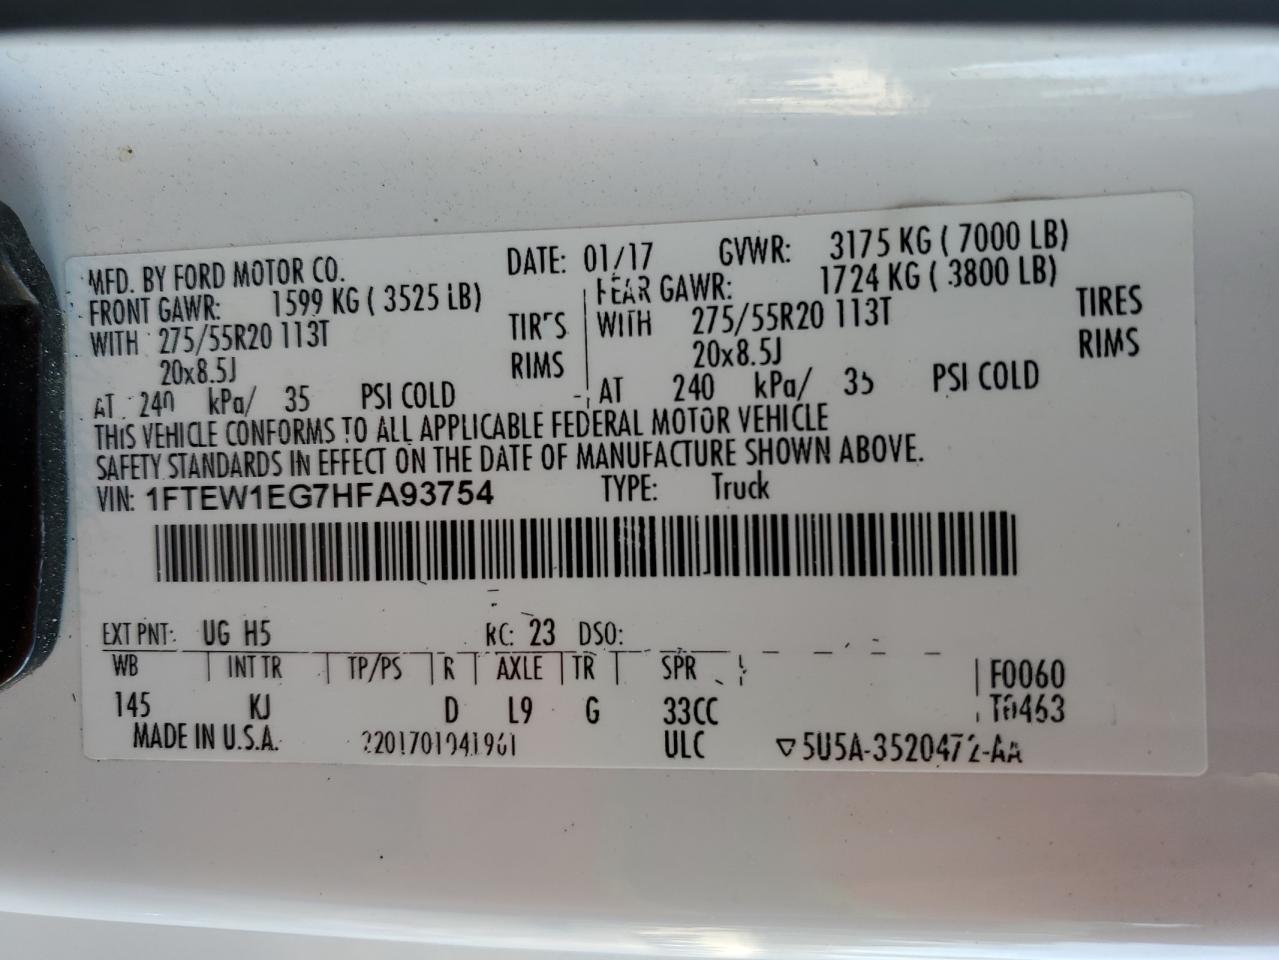 MFD. BY FORD MOTOR CO. DATE: 01/17 GVWR: 3175 KG ( 7000 LB)
FRONT GAWR: 1599 KG ( 3525 LB) REAR GAWR: 1724 KG ( 3800 LB)
WITH 275/55R20 113T TIRES WITH 275/55R20 113T TIRES
20x8.5J RIMS 20x8.5J RIMS
AT 240 kPa/ 35 PSI COLD AT 240 kPa/ 35 PSI COLD
THIS VEHICLE CONFORMS TO ALL APPLICABLE FEDERAL MOTOR VEHICLE
SAFETY STANDARDS IN EFFECT ON THE DATE OF MANUFACTURE SHOWN ABOVE.
VIN: 1FTEW1EG7HFA93754 TYPE: Truck
EXT PNT: UG H5 RC: 23 DSO:
WB INT TR TP/PS R AXLE TR SPR F0060
145 KJ D L9 G 33CC T0463
MADE IN U.S.A. ULC 5U5A-3520472-AA